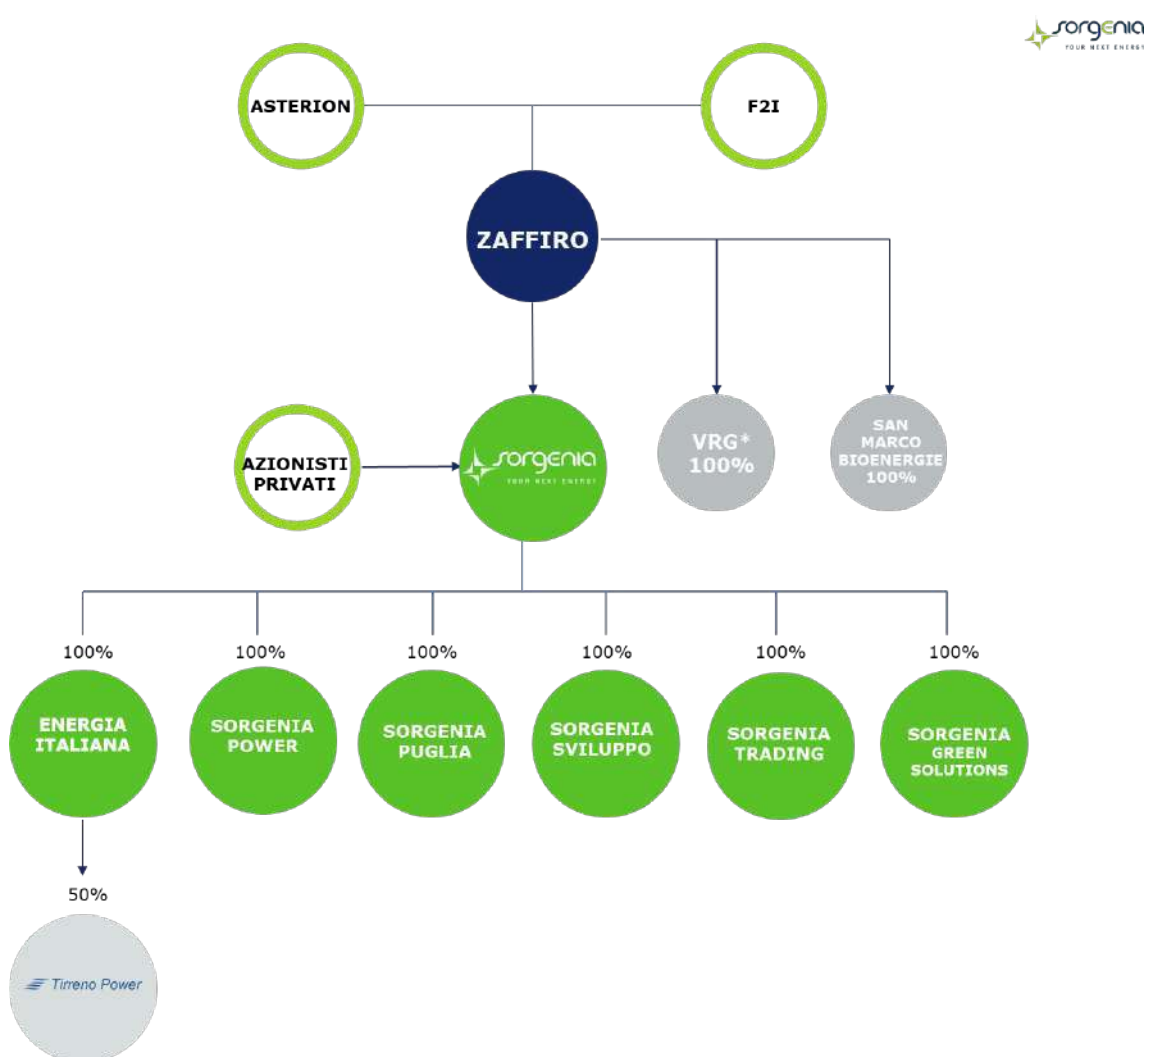 sorgenia
YOUR NEXT ENERGY
ASTERION
F2I
ZAFFIRO
AZIONISTI
PRIVATI
sorgenia
YOUR NEXT ENERGY
VRG*
100%
SAN
MARCO
BIOENERGIE
100%
100%
100%
100%
100%
100%
100%
ENERGIA
ITALIANA
SORGENIA
POWER
SORGENIA
PUGLIA
SORGENIA
SVILUPPO
SORGENIA
TRADING
SORGENIA
GREEN
SOLUTIONS
50%
Tirreno Power